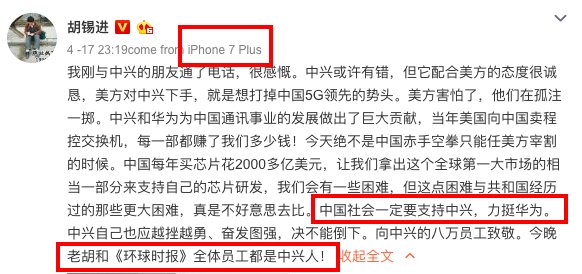 胡锡进
4 -17 23:19come from iPhone 7 Plus
我刚与中兴的朋友通了电话，很感慨。中兴或许有错，但它配合美方的态度很诚
恳，美方对中兴下手，就是想打掉中国5G领先的势头。美方害怕了，他们在孤注
一掷。中兴和华为为中国通讯事业的发展做出了巨大贡献，当年美国向中国卖程
控交换机，每一部都赚了我们多少钱！今天绝不是中国赤手空拳只能任美方宰割
的时候。中国每年买芯片花2000多亿美元，让我们拿出这个全球第一大市场的相
当一部分来支持自己的芯片研发，我们会有一些困难，但这点困难与共和国经历
过的那些更大困难，真是不好意思去比。中国社会一定要支持中兴，力挺华为。
中兴自己也应越挫越勇、奋发图强，决不能倒下。向中兴的八万员工致敬。今晚
老胡和《环球时报》全体员工都是中兴人！ 收起全文